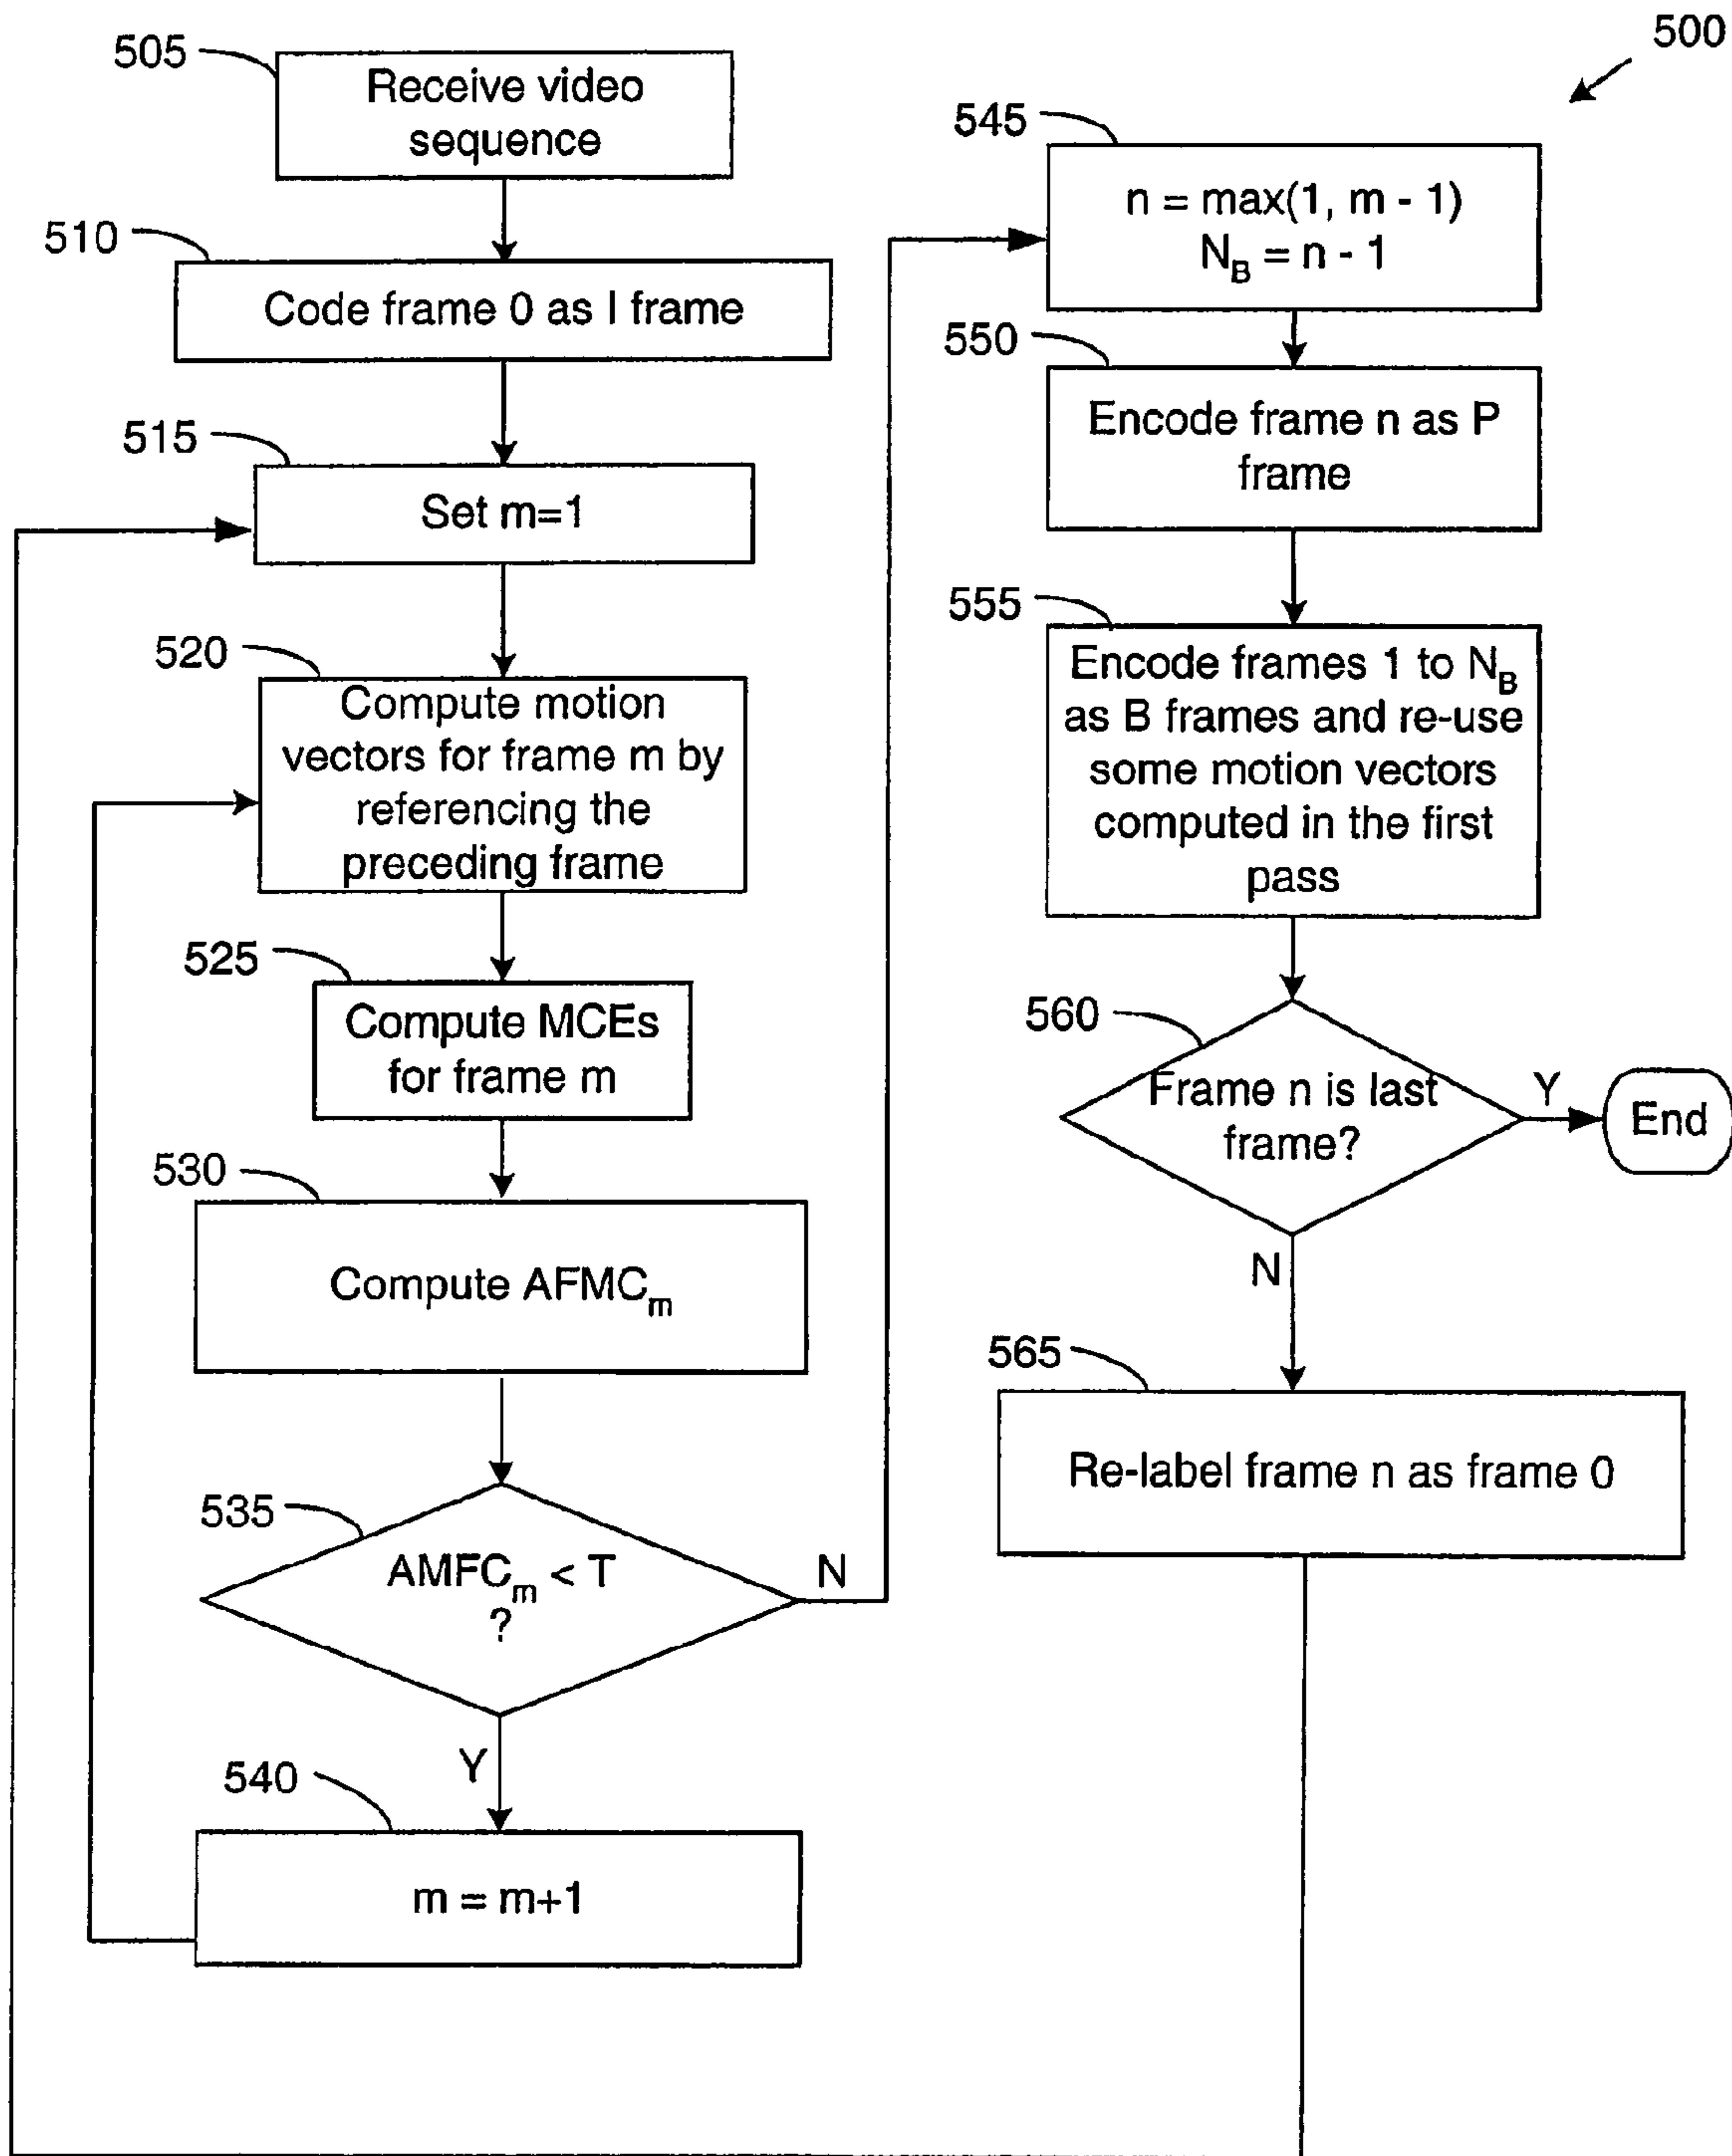 500
505
Receive video
sequence
510
Code frame 0 as I frame
515
Set m=1
520
Compute motion
vectors for frame m by
referencing the
preceding frame
525
Compute MCEs
for frame m
530
Compute AFMCm
535
AMFCm < T
?
N
Y
540
m = m+1
545
n = max(1, m - 1)
NB = n - 1
550
Encode frame n as P
frame
555
Encode frames 1 to NB
as B frames and re-use
some motion vectors
computed in the first
pass
560
Frame n is last
frame?
Y
End
N
565
Re-label frame n as frame 0